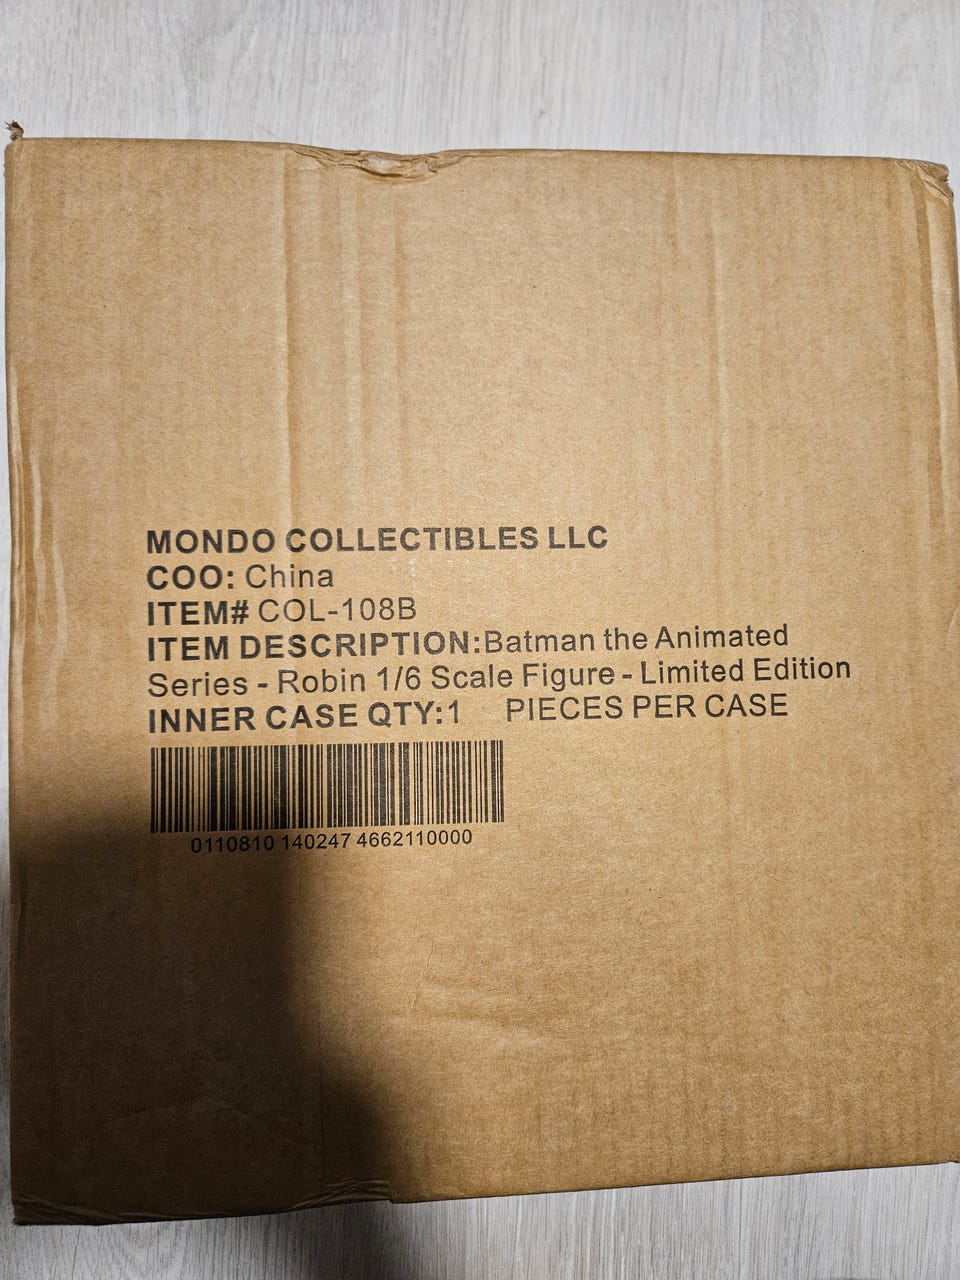 MONDO COLLECTIBLES LLC
COO: China
ITEM# COL-108B
ITEM DESCRIPTION:Batman the Animated
Series - Robin 1/6 Scale Figure - Limited Edition
INNER CASE QTY:1 PIECES PER CASE
0110810 140247 4662110000